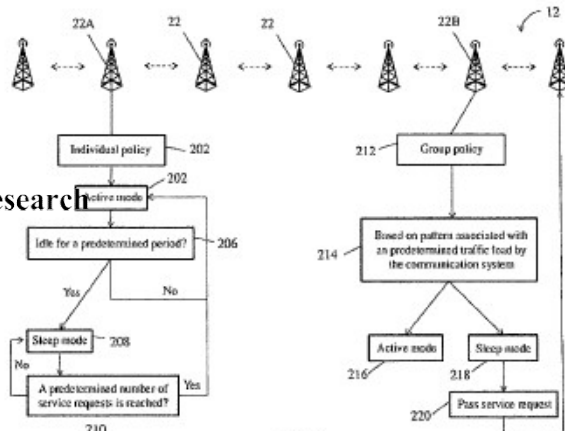 12
22A
22
22
22B
Individual policy
202
212
Group policy
202
Active mode
esearch
Idle for a predetermined period?
206
214
Based on pattern associated with
an predetermined traffic load by
the communication system
Yes
No
Sleep mode
208
No
Active mode
216
Sleep mode
218
A predetermined number of
service requests is reached?
Yes
210
Pass service request
220